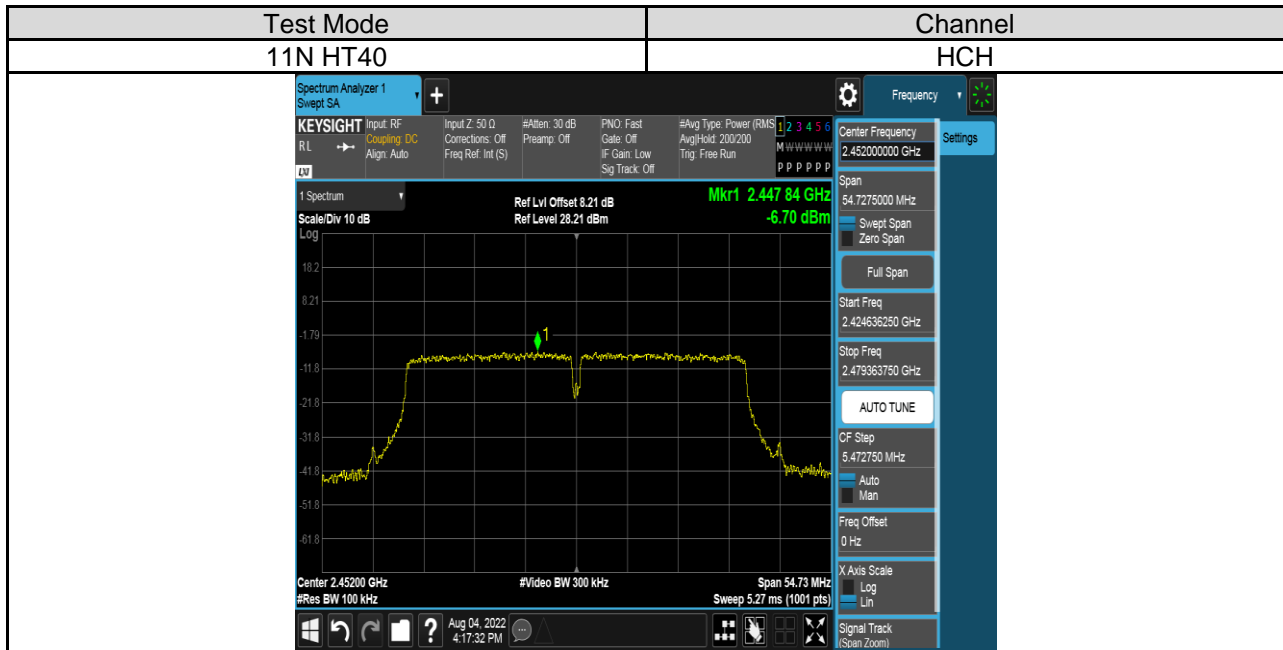 Test Mode
Channel
11N HT40
HCH
Spectrum Analyzer 1
Swept SA
Frequency
KEYSIGHT
RL
LXI
Input: RF
Coupling: DC
Align: Auto
Input Z: 50 Ω
Corrections: Off
Freq Ref: Int (S)
#Atten: 30 dB
Preamp: Off
PNO: Fast
Gate: Off
IF Gain: Low
Sig Track: Off
#Avg Type: Power (RMS
Avg|Hold: 200/200
Trig: Free Run
1 2 3 4 5 6
M W W W W W
P P P P P P
1 Spectrum
Scale/Div 10 dB
Log
Ref Lvl Offset 8.21 dB
Ref Level 28.21 dBm
Mkr1 2.447 84 GHz
-6.70 dBm
18.2
8.21
-1.79
-11.8
-21.8
-31.8
-41.8
-51.8
-61.8
1
Center 2.45200 GHz
#Res BW 100 kHz
#Video BW 300 kHz
Span 54.73 MHz
Sweep 5.27 ms (1001 pts)
Center Frequency
2.452000000 GHz
Settings
Span
54.7275000 MHz
Swept Span
Zero Span
Full Span
Start Freq
2.424636250 GHz
Stop Freq
2.479363750 GHz
AUTO TUNE
CF Step
5.472750 MHz
Auto
Man
Freq Offset
0 Hz
X Axis Scale
Log
Lin
Signal Track
(Span Zoom)
?
Aug 04, 2022
4:17:32 PM